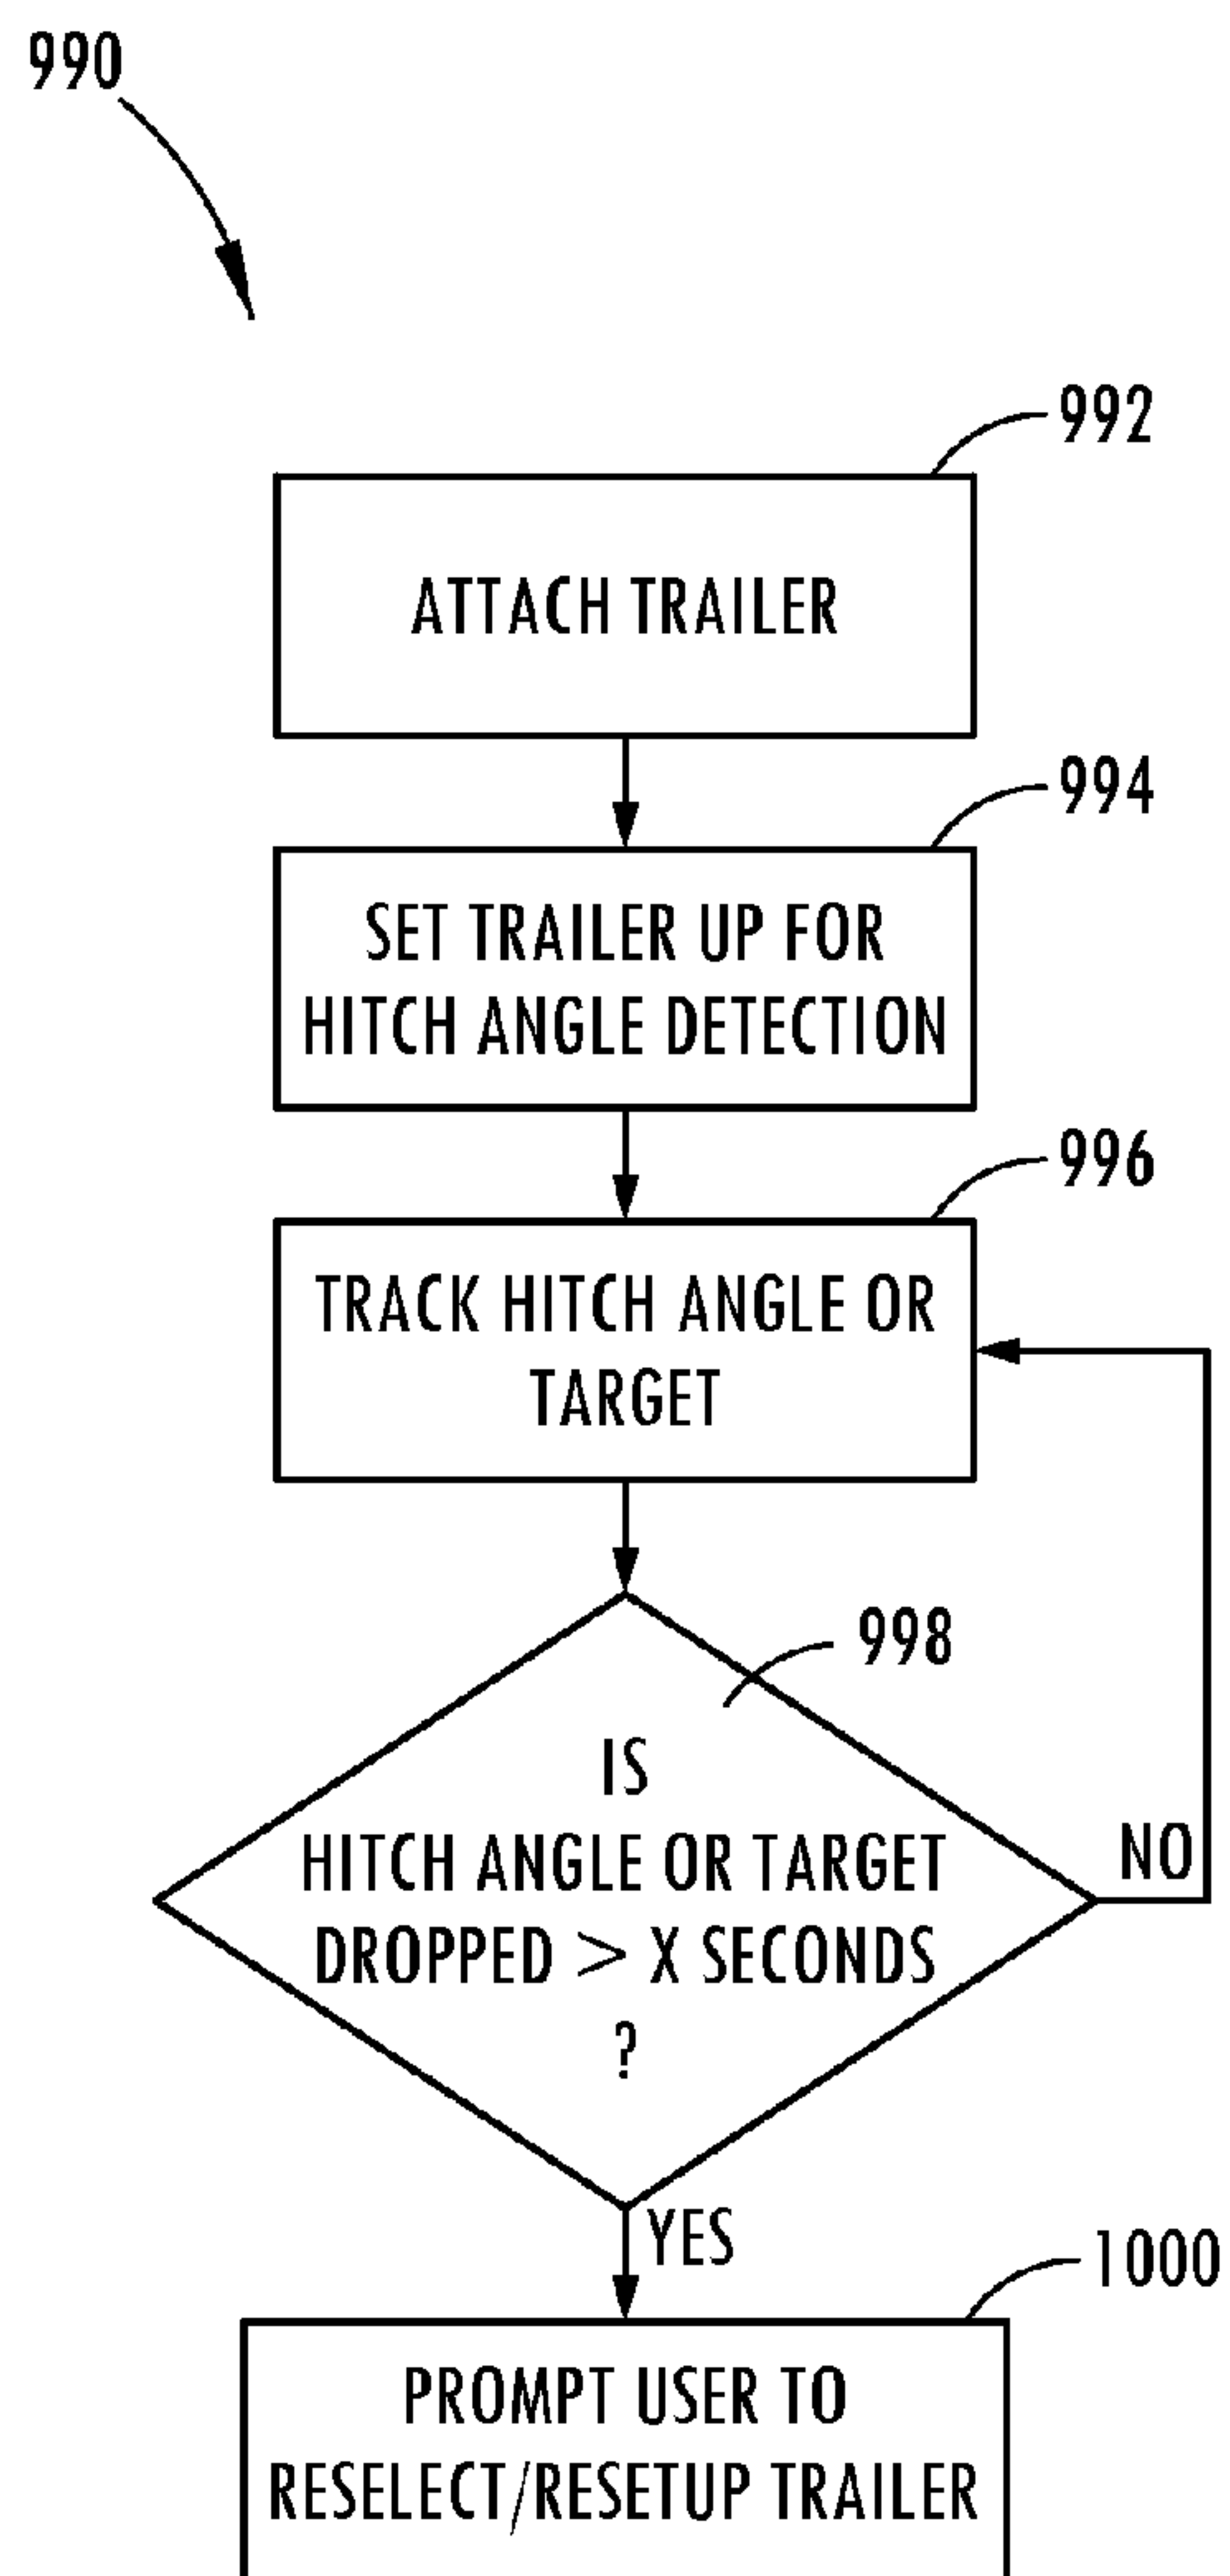 990
992
ATTACH TRAILER
994
SET TRAILER UP FOR
HITCH ANGLE DETECTION
996
TRACK HITCH ANGLE OR
TARGET
998
IS
HITCH ANGLE OR TARGET
DROPPED > X SECONDS
?
NO
YES
1000
PROMPT USER TO
RESELECT/RESETUP TRAILER